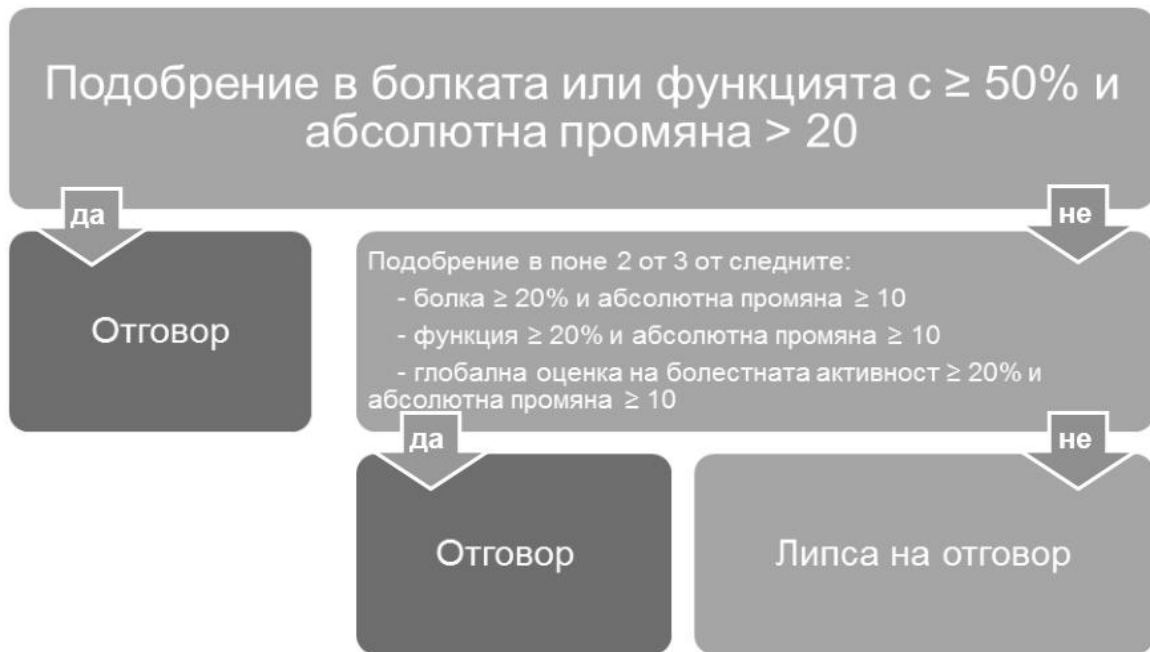 Подобрение в болката или функцията с ≥ 50% и
абсолютна промяна > 20
да
не
Отговор
Подобрение в поне 2 от 3 от следните:
- болка ≥ 20% и абсолютна промяна ≥ 10
- функция ≥ 20% и абсолютна промяна ≥ 10
- глобална оценка на болестната активност ≥ 20% и
абсолютна промяна ≥ 10
да
не
Отговор
Липса на отговор